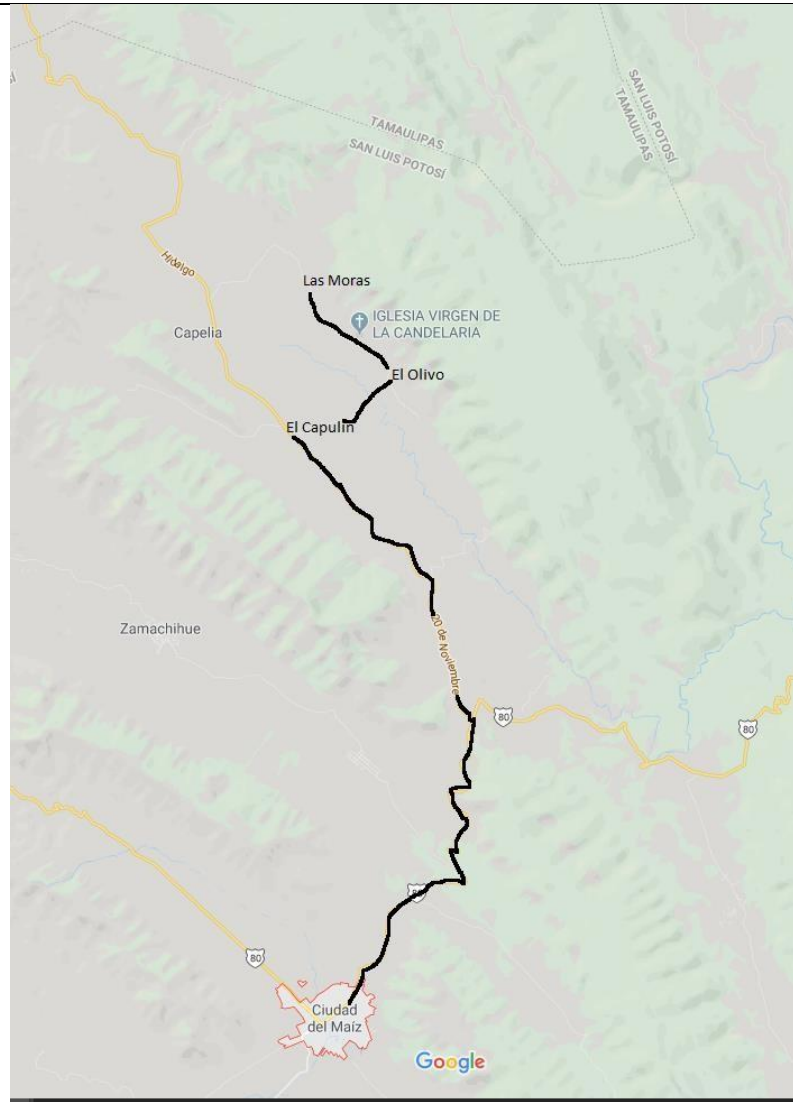 SAN LUIS POTOSÍ
TAMAULIPAS
TAMAULIPAS
SAN LUIS POTOSÍ
Hidalgo
Las Moras
IGLESIA VIRGEN DE
LA CANDELARIA
Capelia
El Olivo
El Capulin
Zamachihue
20 de Noviembre
80
80
80
80
Ciudad
del Maíz
Google